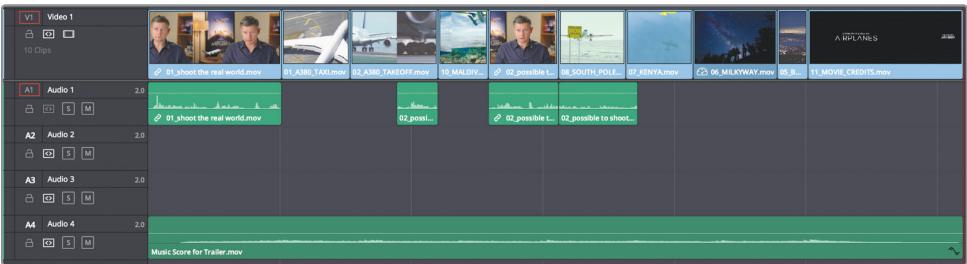 V1 Video 1
10 Clips
01_shoot the real world.mov
01_A380_TAXI.mov
02_A380_TAKEOFF.mov
10_MALDIV...
02_possible t...
08_SOUTH_POLE...
07_KENYA.mov
06_MILKYWAY.mov
05_B...
11_MOVIE_CREDITS.mov
AIRPLANES
A1 Audio 1 2.0
S M
01_shoot the real world.mov
02_possi...
02_possible t...
02_possible to shoot...
A2 Audio 2 2.0
S M
A3 Audio 3 2.0
S M
A4 Audio 4 2.0
S M
Music Score for Trailer.mov